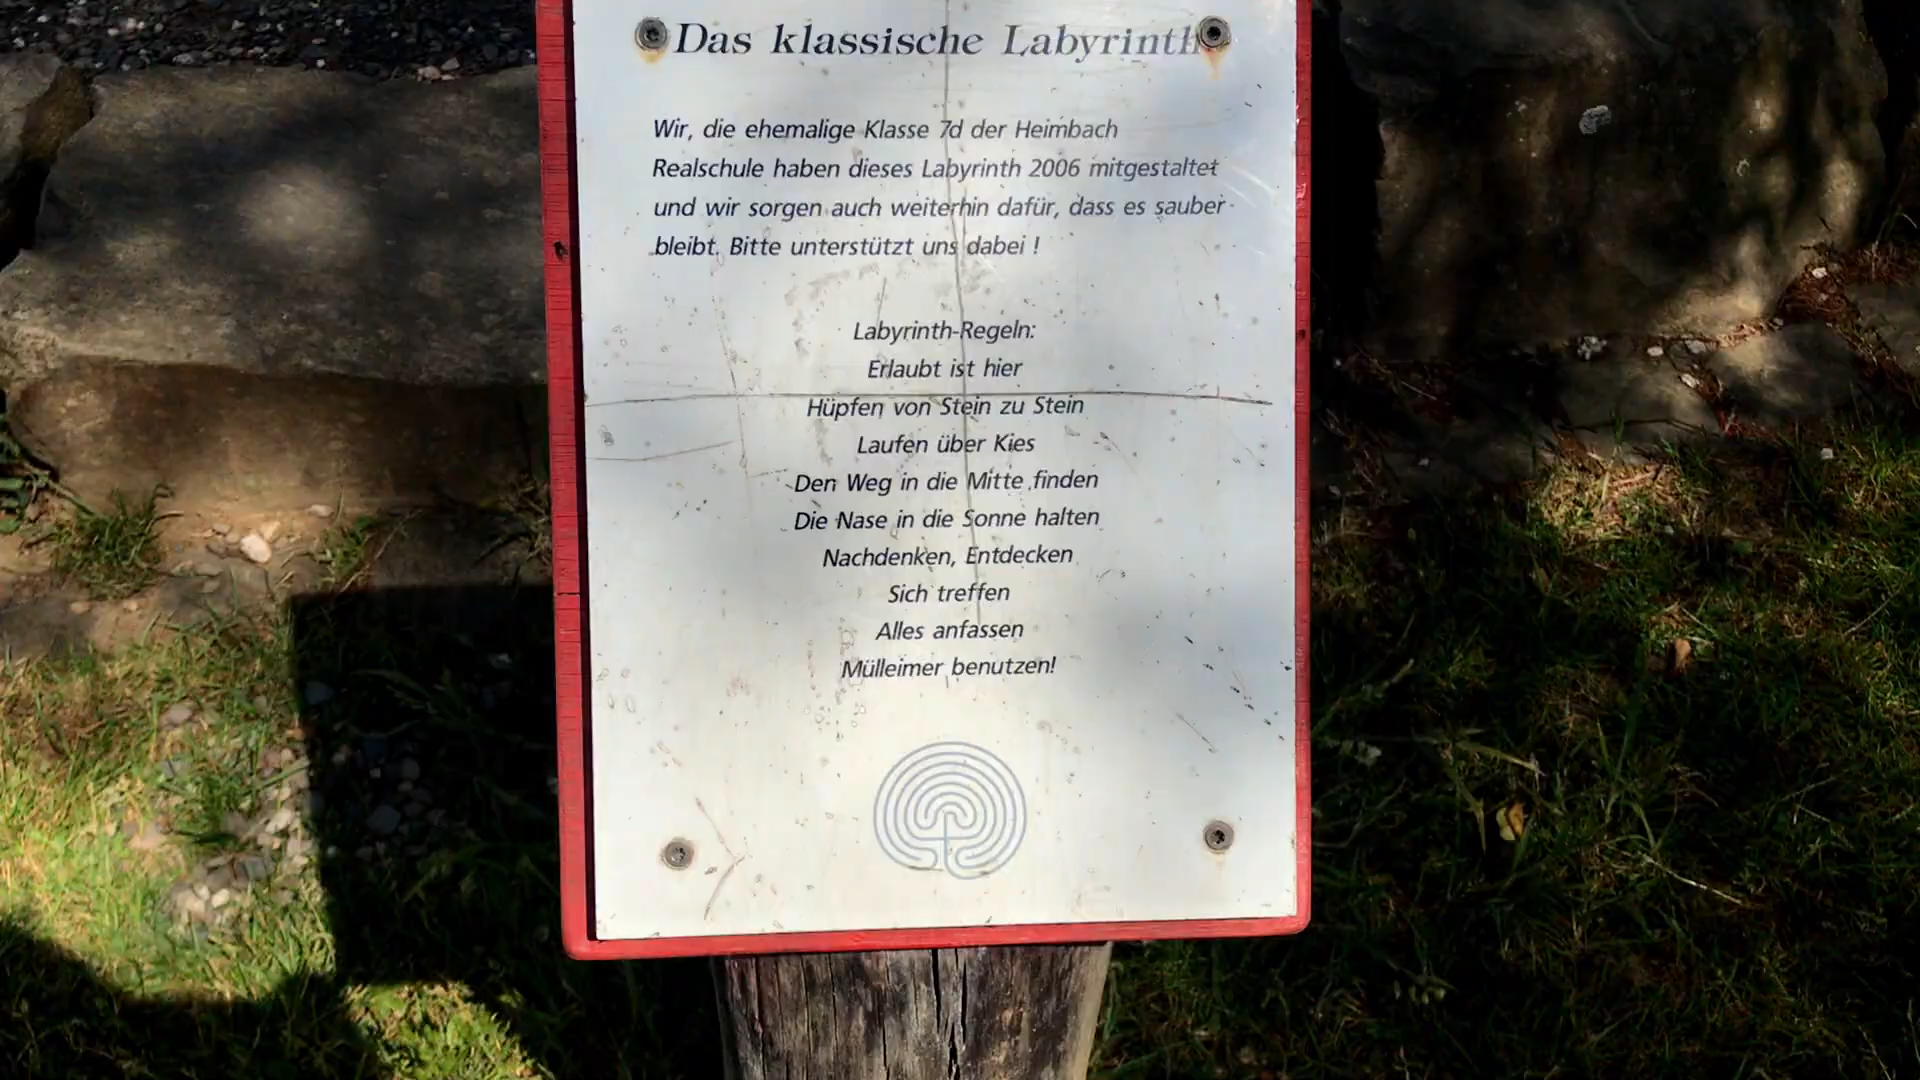 Das klassische Labyrinth
Wir, die ehemalige Klasse 7d der Heimbach
Realschule haben dieses Labyrinth 2006 mitgestaltet
und wir sorgen auch weiterhin dafür, dass es sauber
bleibt. Bitte unterstützt uns dabei !
Labyrinth-Regeln:
Erlaubt ist hier
Hüpfen von Stein zu Stein
Laufen über Kies
Den Weg in die Mitte finden
Die Nase in die Sonne halten
Nachdenken, Entdecken
Sich treffen
Alles anfassen
Mülleimer benutzen!